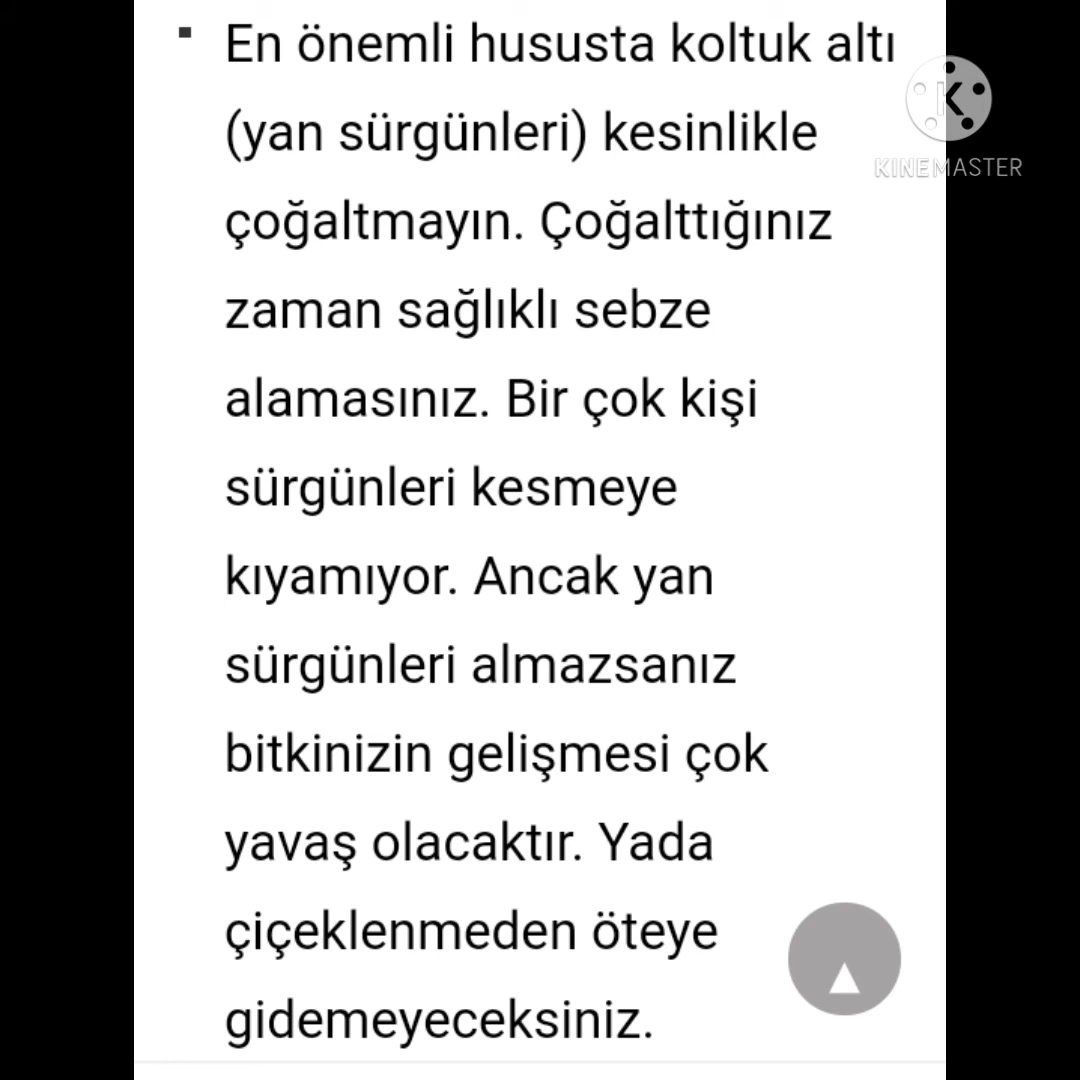 En önemli hususta koltuk altı
(yan sürgünleri) kesinlikle
çoğaltmayın. Çoğalttığınız
zaman sağlıklı sebze
alamasınız. Bir çok kişi
sürgünleri kesmeye
kıyamıyor. Ancak yan
sürgünleri almazsanız
bitkinizin gelişmesi çok
yavaş olacaktır. Yada
çiçeklenmeden öteye
gidemeyeceksiniz.
K
KINEMASTER